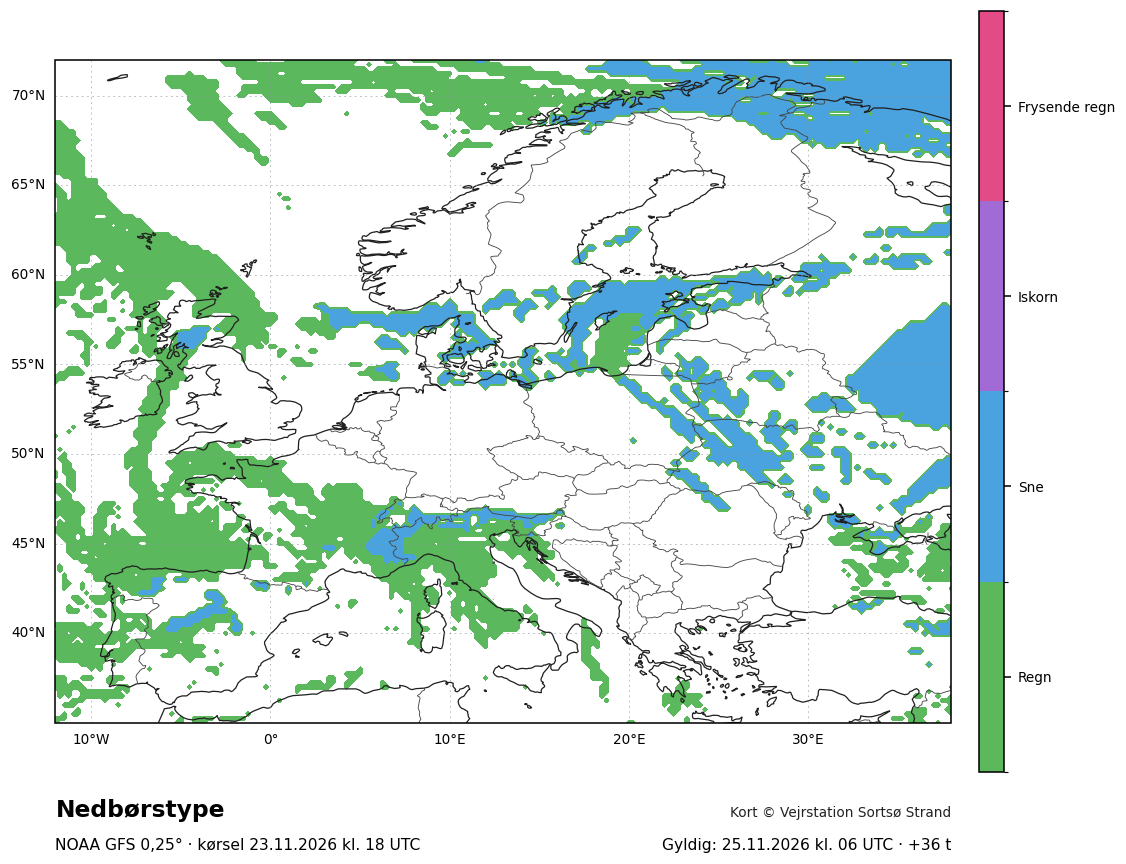 70°N
65°N
60°N
55°N
50°N
45°N
40°N
10°W
0°
10°E
20°E
30°E
Frysende regn
Iskorn
Sne
Regn
Nedbørstype
Kort © Vejrstation Sortsø Strand
NOAA GFS 0,25° · kørsel 23.11.2026 kl. 18 UTC
Gyldig: 25.11.2026 kl. 06 UTC · +36 t